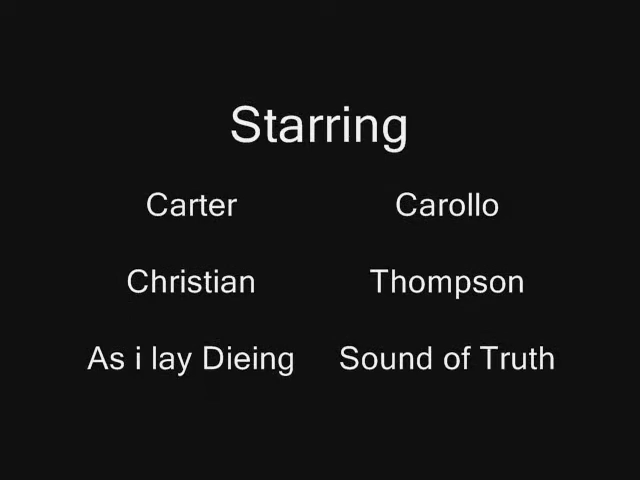 Starring
Carter Carollo
Christian Thompson
As i lay Dieing Sound of Truth